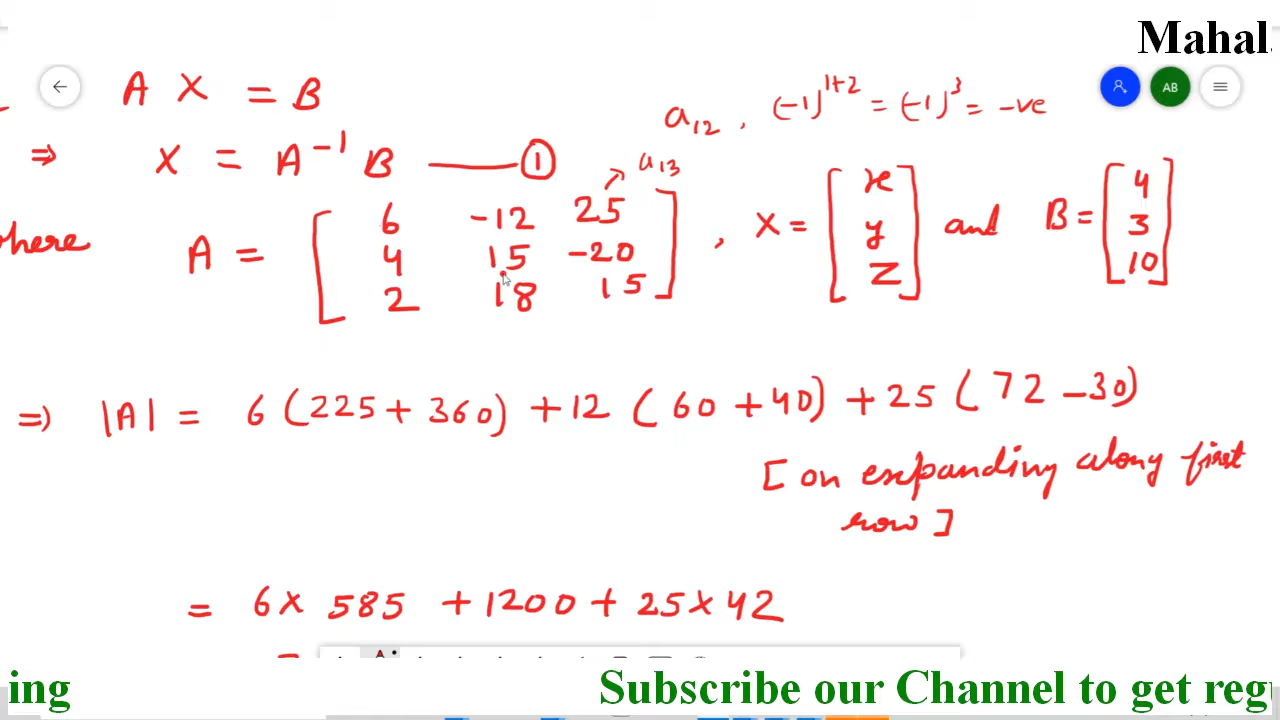 Mahal
A X = B
a12 , (-1)^1+2 = (-1)^3 = -ve
AB
⇒ X = A^-1 B —— ①
a13
where A = [ 6 -12 25
4 15 -20
2 18 15 ] , X = [ x
y
z ] and B = [ 4
3
10 ]
⇒ |A| = 6 (225 + 360) + 12 (60 + 40) + 25 (72 - 30)
[ on expanding along first
row ]
= 6 × 585 + 1200 + 25 × 42
ing Subscribe our Channel to get reg